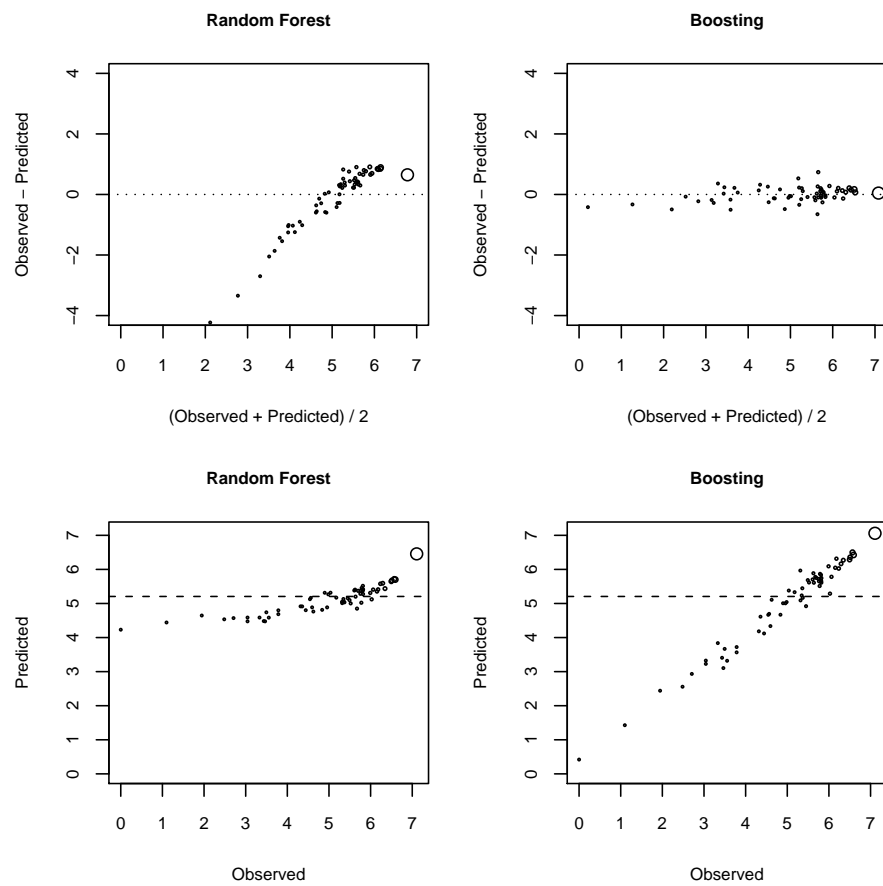 Random Forest
Boosting
Observed − Predicted
4
2
0
−2
−4
0 1 2 3 4 5 6 7
(Observed + Predicted) / 2
Observed − Predicted
4
2
0
−2
−4
0 1 2 3 4 5 6 7
(Observed + Predicted) / 2
Random Forest
Boosting
Predicted
7
6
5
4
3
2
1
0
0 1 2 3 4 5 6 7
Observed
Predicted
7
6
5
4
3
2
1
0
0 1 2 3 4 5 6 7
Observed